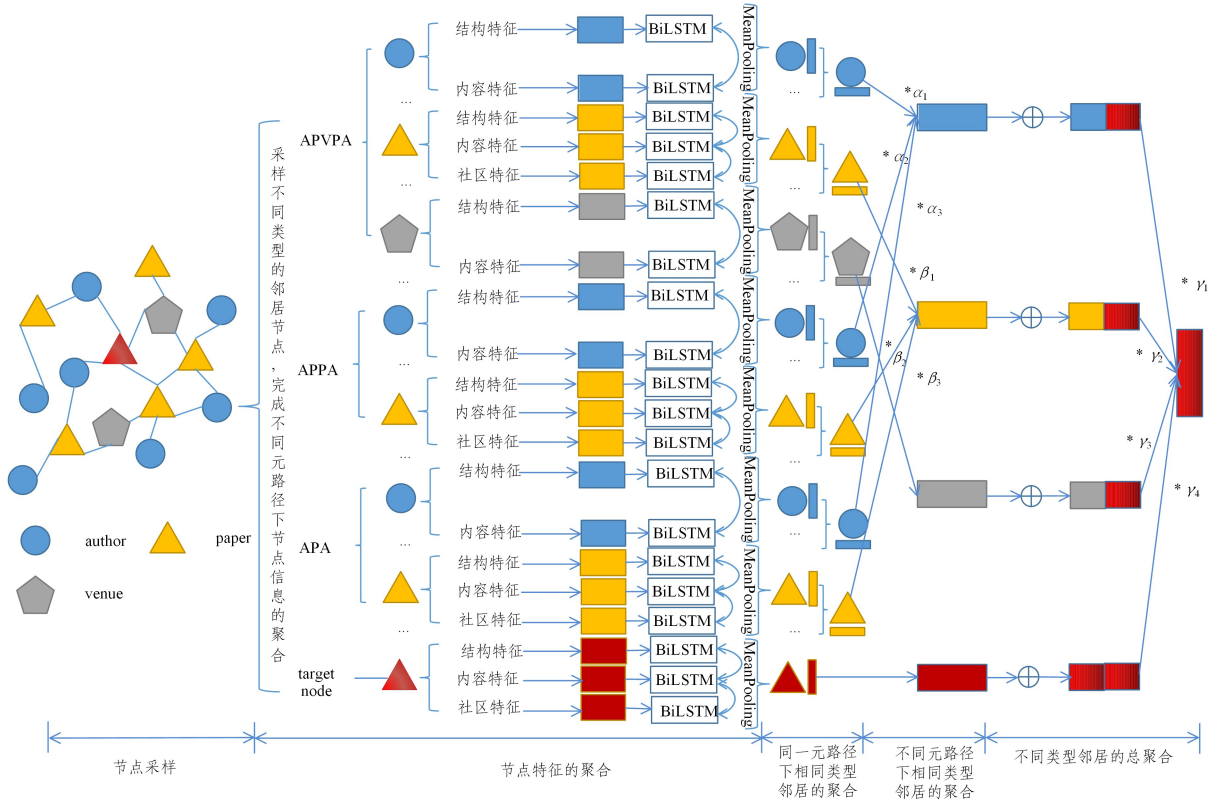 采样不同类型的邻居节点,完成不同元路径下节点信息的聚合
author
paper
venue
APVPA
结构特征
BiLSTM
内容特征
BiLSTM
MeanPooling
...
...
结构特征
BiLSTM
内容特征
BiLSTM
社区特征
BiLSTM
MeanPooling
...
...
结构特征
BiLSTM
内容特征
BiLSTM
MeanPooling
...
APPA
结构特征
BiLSTM
内容特征
BiLSTM
MeanPooling
...
...
结构特征
BiLSTM
内容特征
BiLSTM
社区特征
BiLSTM
MeanPooling
...
APA
结构特征
BiLSTM
内容特征
BiLSTM
MeanPooling
...
...
结构特征
BiLSTM
内容特征
BiLSTM
社区特征
BiLSTM
MeanPooling
...
...
target
node
结构特征
BiLSTM
内容特征
BiLSTM
社区特征
BiLSTM
MeanPooling
* α1
* α2
* α3
* β1
* β2
* β3
* γ1
* γ2
* γ3
* γ4
节点采样
节点特征的聚合
同一元路径
下相同类型
邻居的聚合
不同元路径
下相同类型
邻居的聚合
不同类型邻居的总聚合